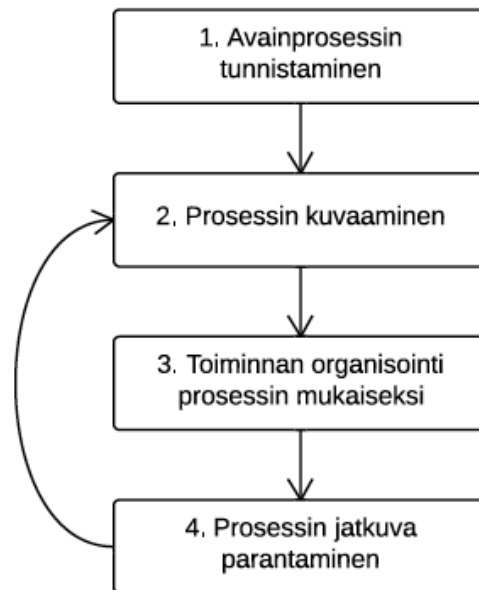 1. Avainprosessin
tunnistaminen
2. Prosessin kuvaaminen
3. Toiminnan organisointi
prosessin mukaiseksi
4. Prosessin jatkuva
parantaminen